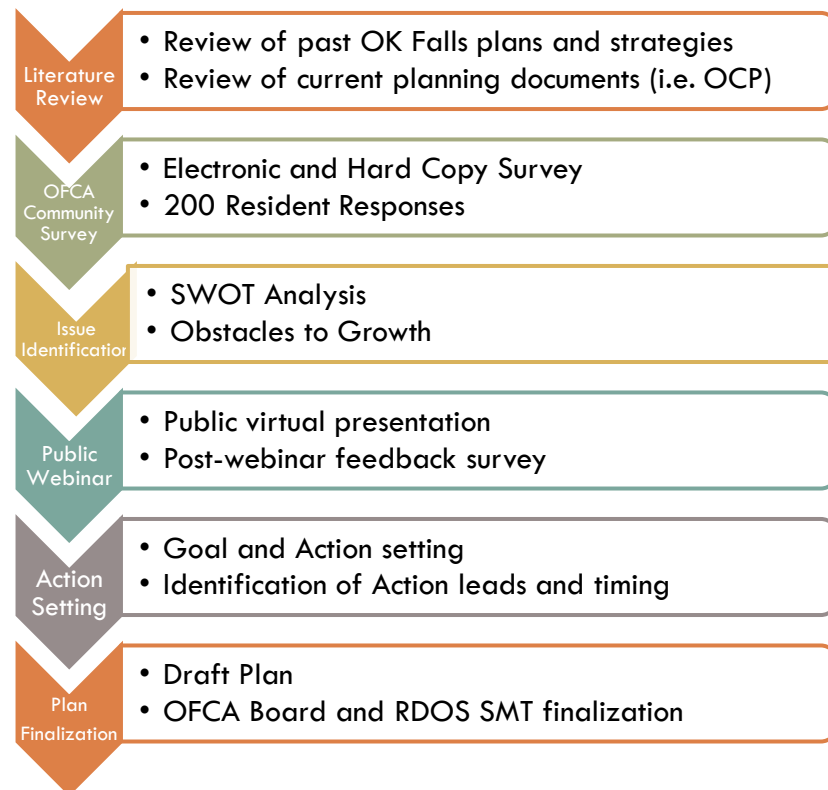 Literature
Review
• Review of past OK Falls plans and strategies
• Review of current planning documents (i.e. OCP)
OFCA
Community
Survey
• Electronic and Hard Copy Survey
• 200 Resident Responses
Issue
Identification
• SWOT Analysis
• Obstacles to Growth
Public
Webinar
• Public virtual presentation
• Post-webinar feedback survey
Action
Setting
• Goal and Action setting
• Identification of Action leads and timing
Plan
Finalization
• Draft Plan
• OFCA Board and RDOS SMT finalization